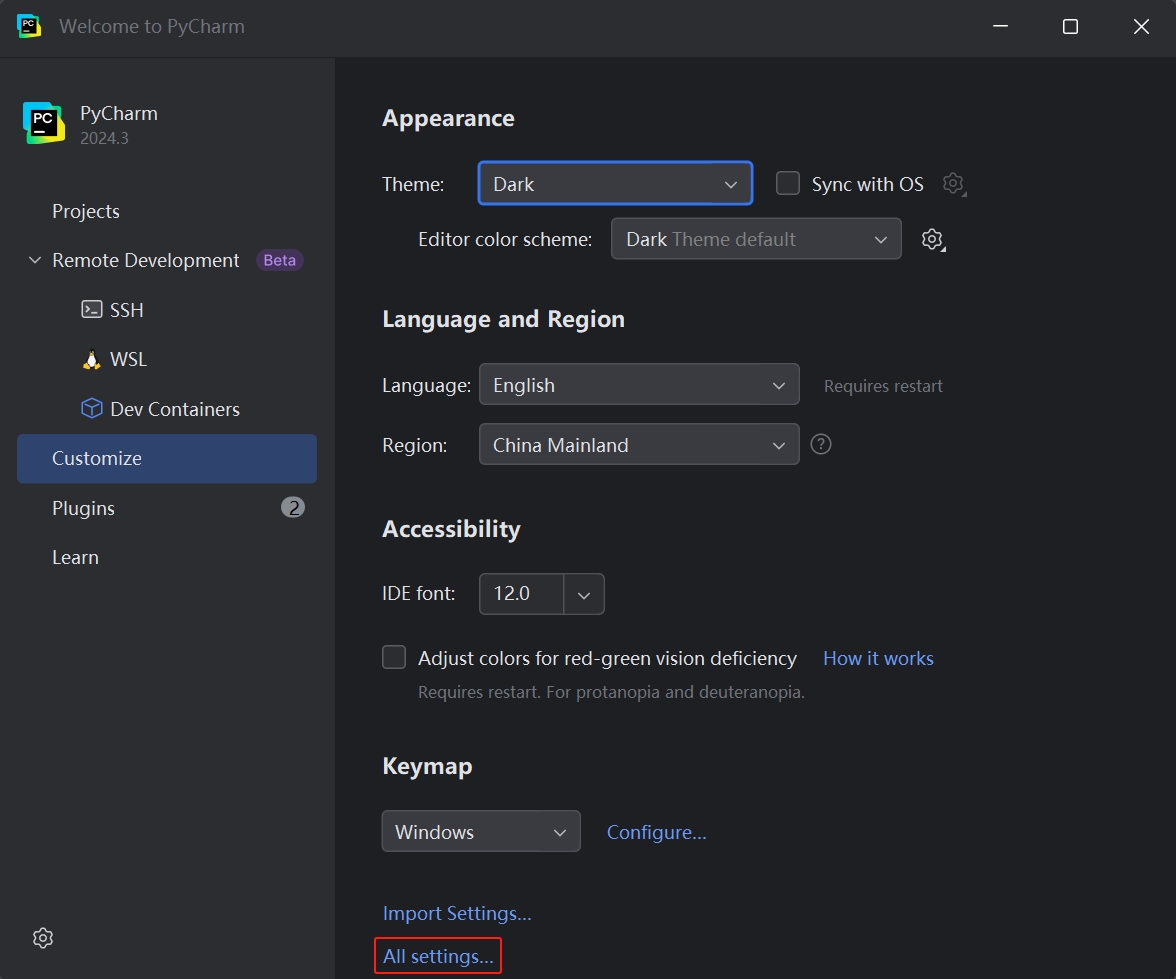 Welcome to PyCharm
PyCharm
2024.3
Projects
Remote Development Beta
SSH
WSL
Dev Containers
Customize
Plugins 2
Learn
Appearance
Theme: Dark Sync with OS
Editor color scheme: Dark Theme default
Language and Region
Language: English Requires restart
Region: China Mainland ?
Accessibility
IDE font: 12.0
Adjust colors for red-green vision deficiency How it works
Requires restart. For protanopia and deuteranopia.
Keymap
Windows Configure...
Import Settings...
All settings...